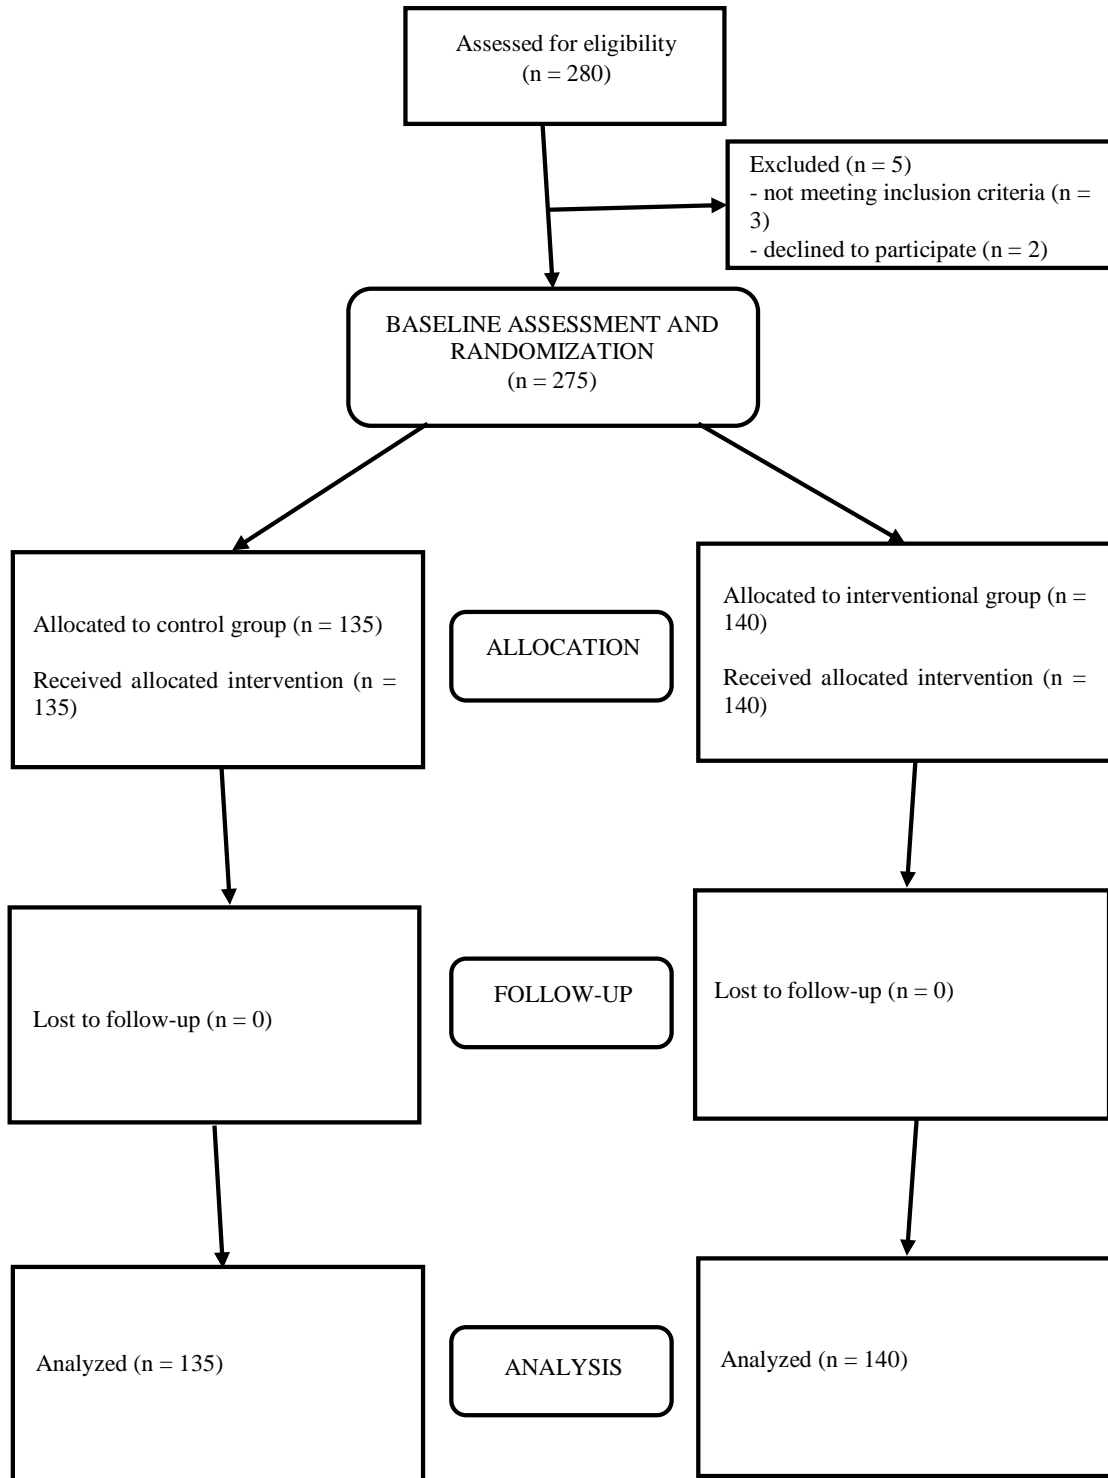 Assessed for eligibility
(n = 280)
Excluded (n = 5)
- not meeting inclusion criteria (n =
3)
- declined to participate (n = 2)
BASELINE ASSESSMENT AND
RANDOMIZATION
(n = 275)
Allocated to control group (n = 135)
Received allocated intervention (n =
135)
ALLOCATION
Allocated to interventional group (n =
140)
Received allocated intervention (n =
140)
Lost to follow-up (n = 0)
FOLLOW-UP
Lost to follow-up (n = 0)
Analyzed (n = 135)
ANALYSIS
Analyzed (n = 140)